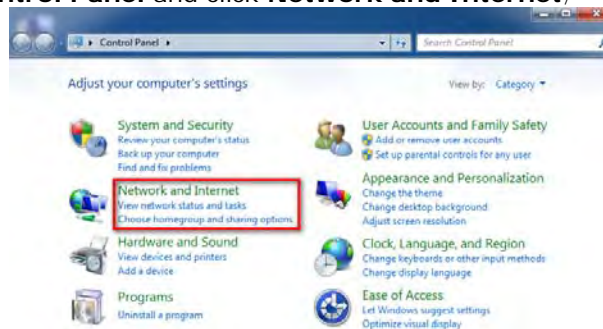 ntrol Panel and click Network and Internet/
Control Panel
Search Control Panel
Adjust your computer's settings
View by: Category
System and Security
Review your computer's status
Back up your computer
Find and fix problems
Network and Internet
View network status and tasks
Choose homegroup and sharing options
Hardware and Sound
View devices and printers
Add a device
Programs
Uninstall a program
User Accounts and Family Safety
Add or remove user accounts
Set up parental controls for any user
Appearance and Personalization
Change the theme
Change desktop background
Adjust screen resolution
Clock, Language, and Region
Change keyboards or other input methods
Change display language
Ease of Access
Let Windows suggest settings
Optimize visual display